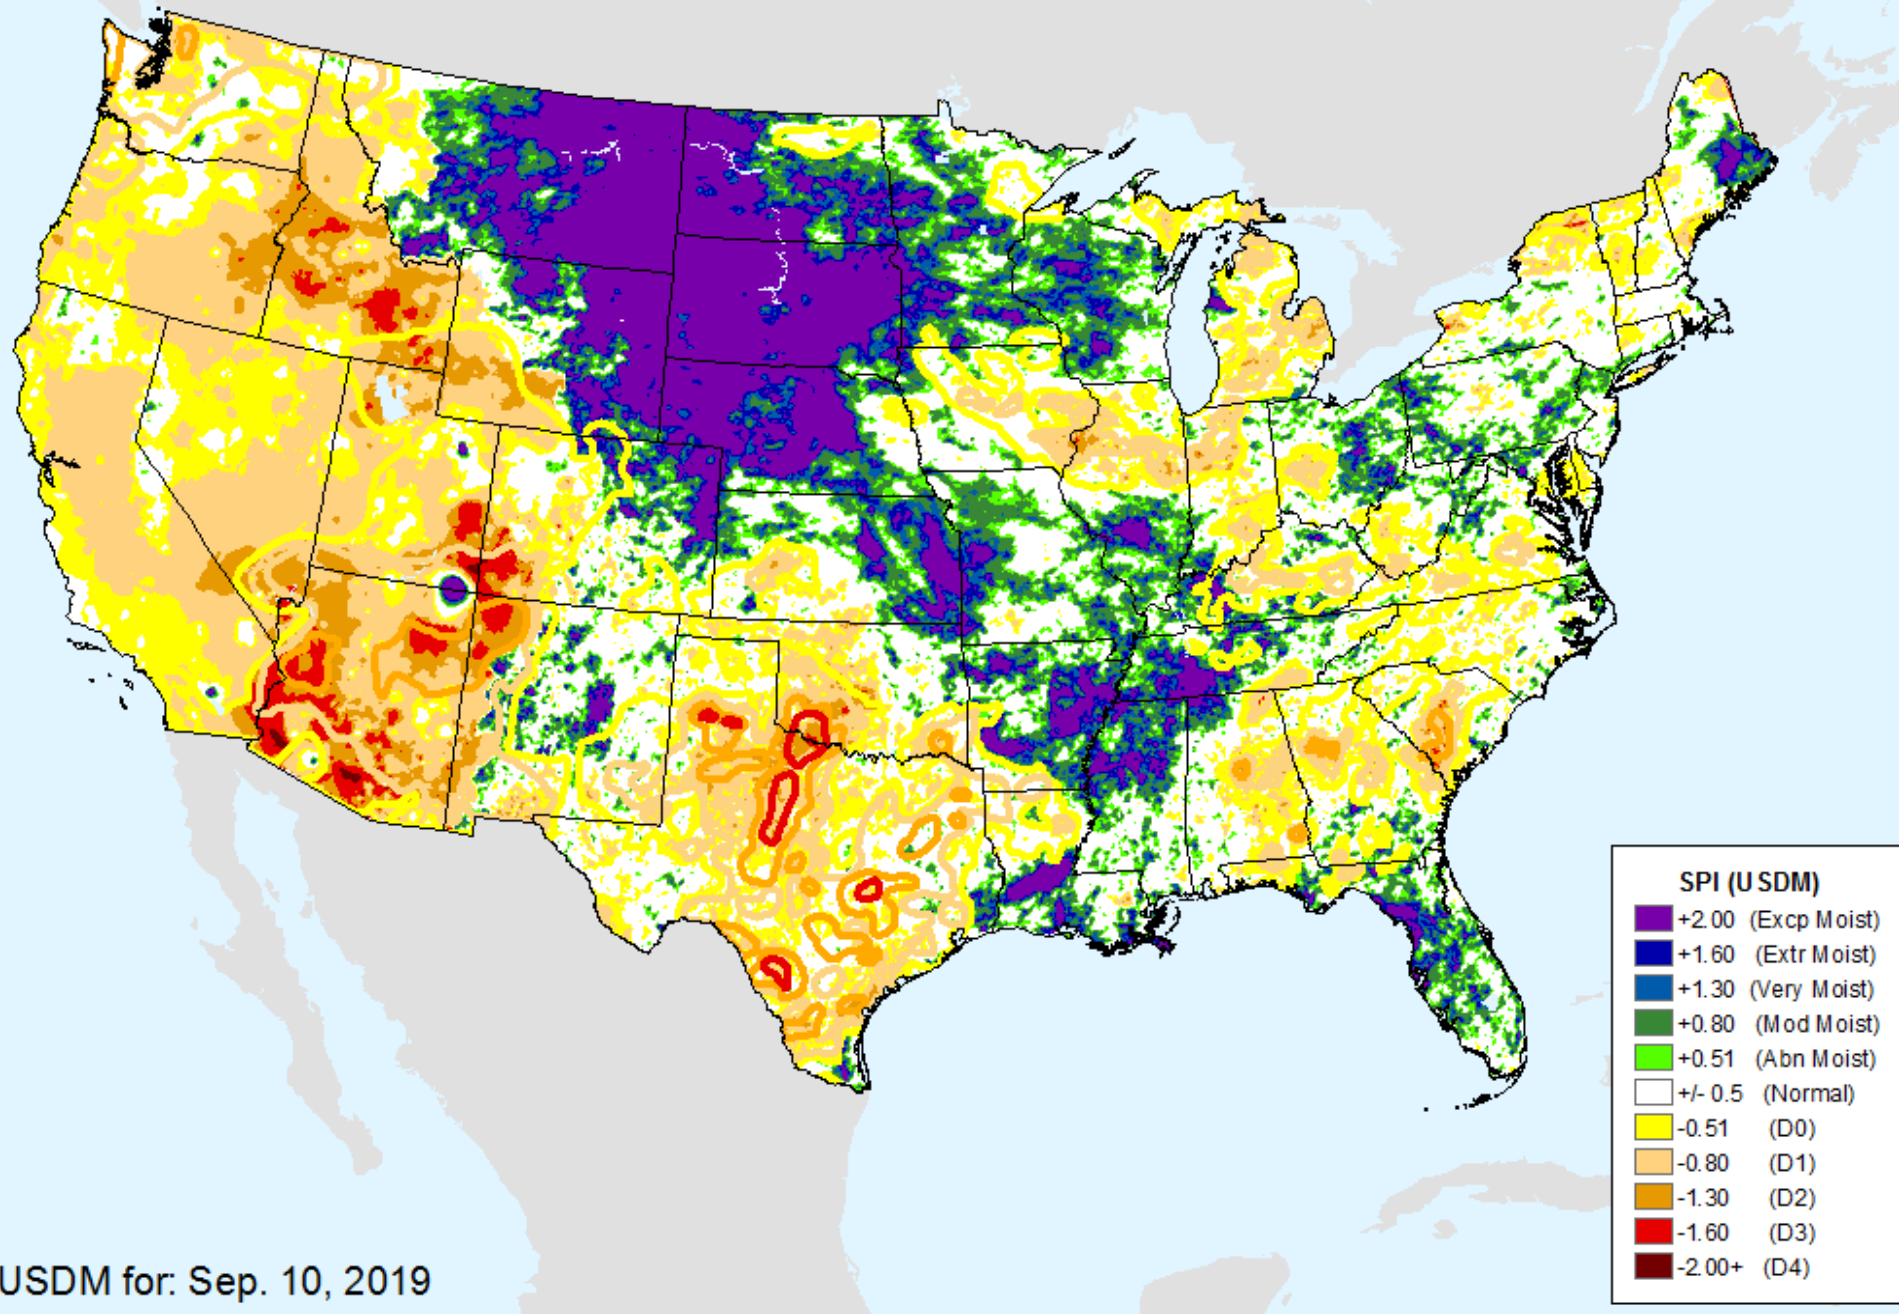 SPI (USDM)
+2.00 (Excp Moist)
+1.60 (Extr Moist)
+1.30 (Very Moist)
+0.80 (Mod Moist)
+0.51 (Abn Moist)
+/- 0.5 (Normal)
-0.51 (D0)
-0.80 (D1)
-1.30 (D2)
-1.60 (D3)
-2.00+ (D4)
USDM for: Sep. 10, 2019